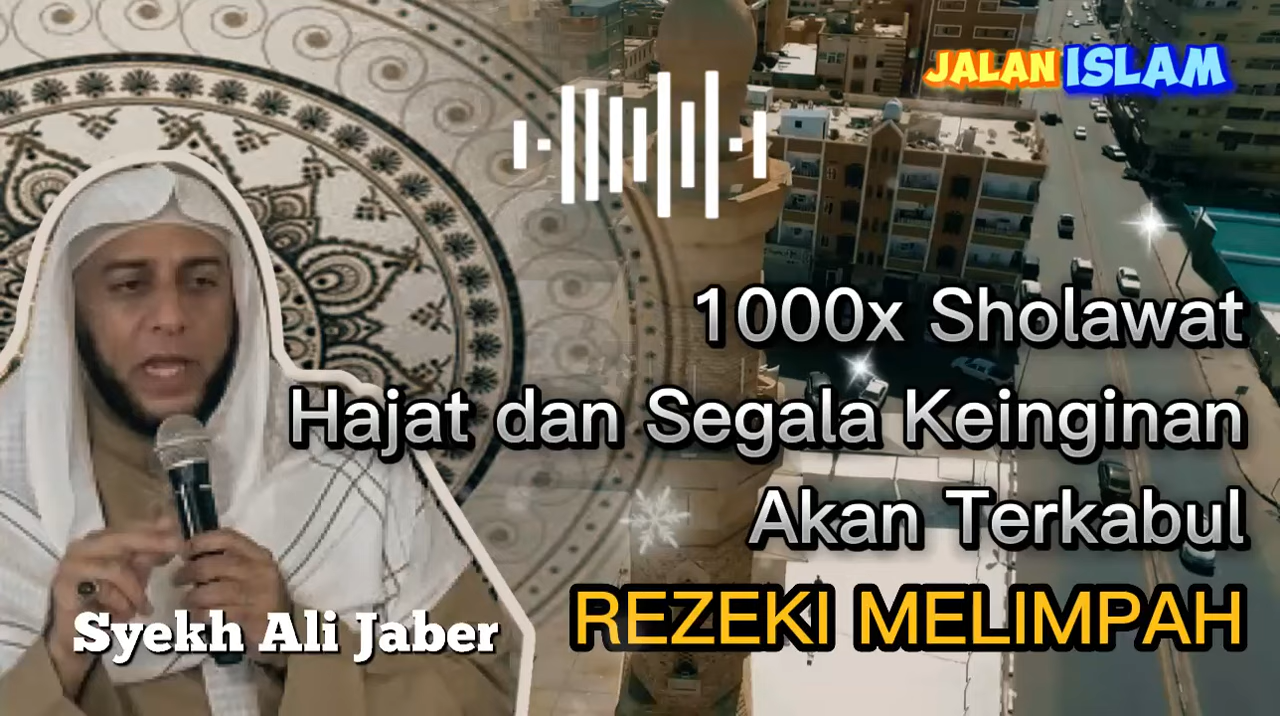 JALAN ISLAM
1000x Sholawat
Hajat dan Segala Keinginan
Akan Terkabul
REZEKI MELIMPAH
Syekh Ali Jaber